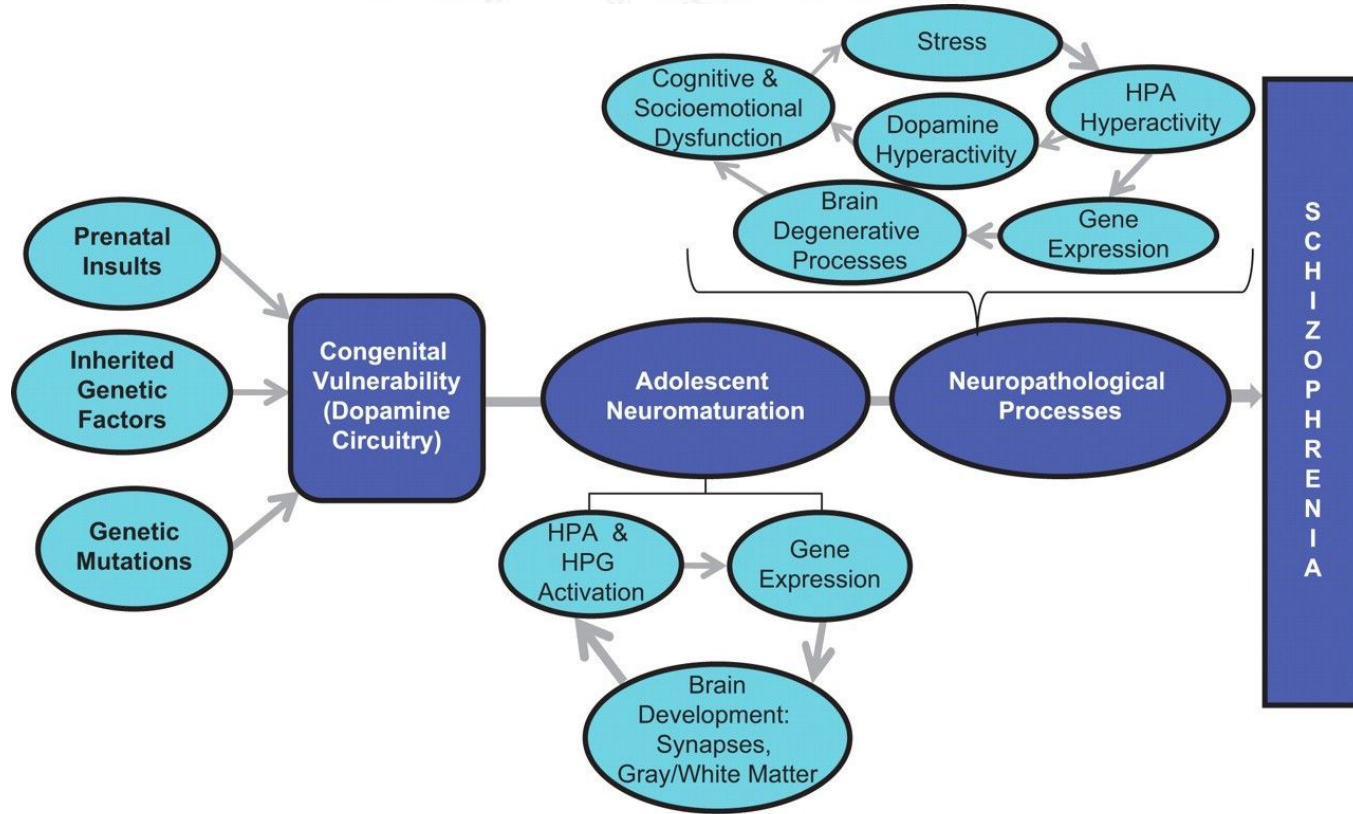 Stress
Cognitive &
Socioemotional
Dysfunction
HPA
Hyperactivity
Dopamine
Hyperactivity
Brain
Degenerative
Processes
Gene
Expression
Prenatal
Insults
Inherited
Genetic
Factors
Genetic
Mutations
Congenital
Vulnerability
(Dopamine
Circuitry)
Adolescent
Neuromaturation
Neuropathological
Processes
HPA & 
HPG
Activation
Gene
Expression
Brain
Development:
Synapses,
Gray/White Matter
SCHIZOPHRENIA